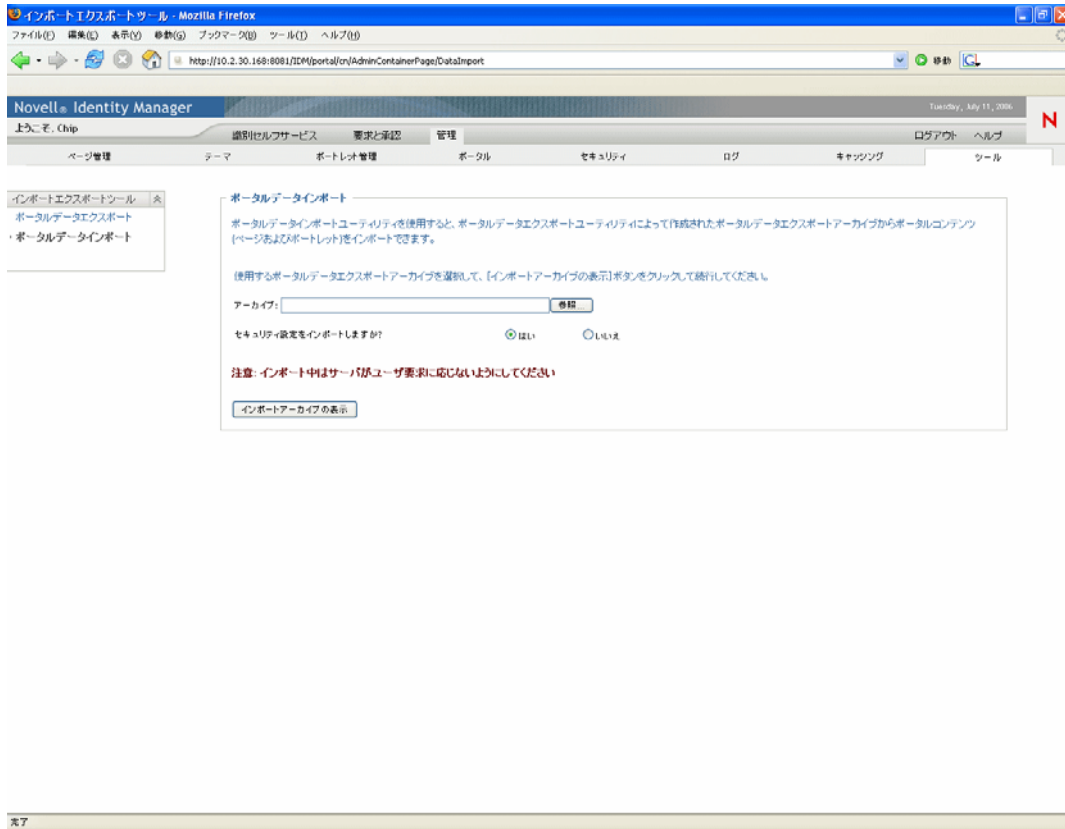 インポートエクスポートツール - Mozilla Firefox
ファイル(F) 編集(E) 表示(V) 移動(G) ブックマーク(B) ツール(T) ヘルプ(H)
http://10.2.30.168:8081/IDM/portal/cn/AdminContainerPage/DataImport 移動
Novell® Identity Manager Tuesday, July 11, 2006
ようこそ, Chip 識別セルフサービス 要求と承認 管理 ログアウト ヘルプ N
ページ管理 テーマ ポートレット管理 ポータル セキュリティ ログ キャッシング ツール
インポートエクスポートツール
ポータルデータエクスポート
ポータルデータインポート
ポータルデータインポート
ポータルデータインポートユーティリティを使用すると、ポータルデータエクスポートユーティリティによって作成されたポータルデータエクスポートアーカイブからポータルコンテンツ
(ページおよびポートレット)をインポートできます。
使用するポータルデータエクスポートアーカイブを選択して、[インポートアーカイブの表示]ボタンをクリックして続行してください。
アーカイブ: 参照...
セキュリティ設定をインポートしますか? はい いいえ
注意: インポート中はサーバがユーザ要求に応じないようにしてください
インポートアーカイブの表示
完了